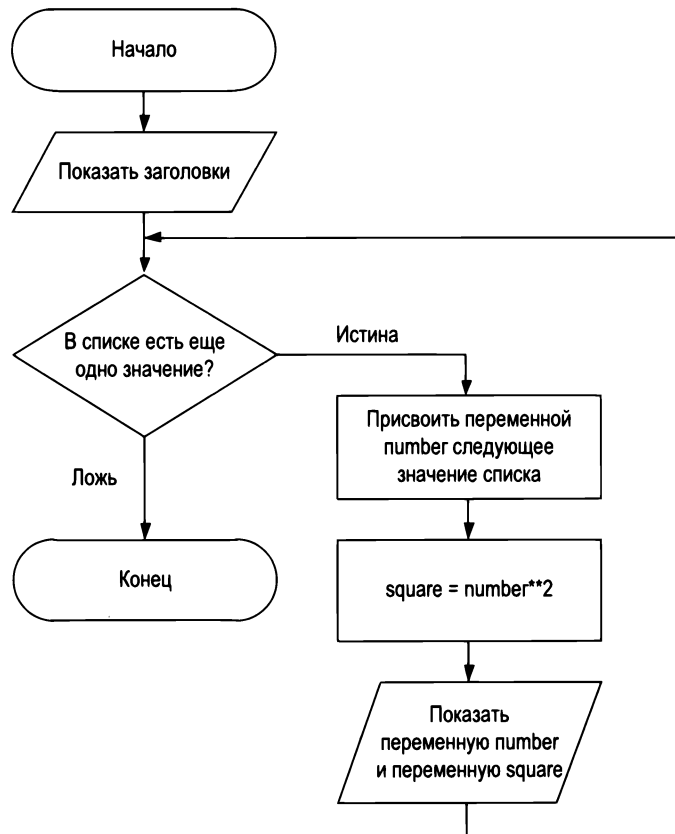 Начало
Показать заголовки
В списке есть еще
одно значение?
Истина
Присвоить переменной
number следующее
значение списка
Ложь
Конец
square = number**2
Показать
переменную number
и переменную square